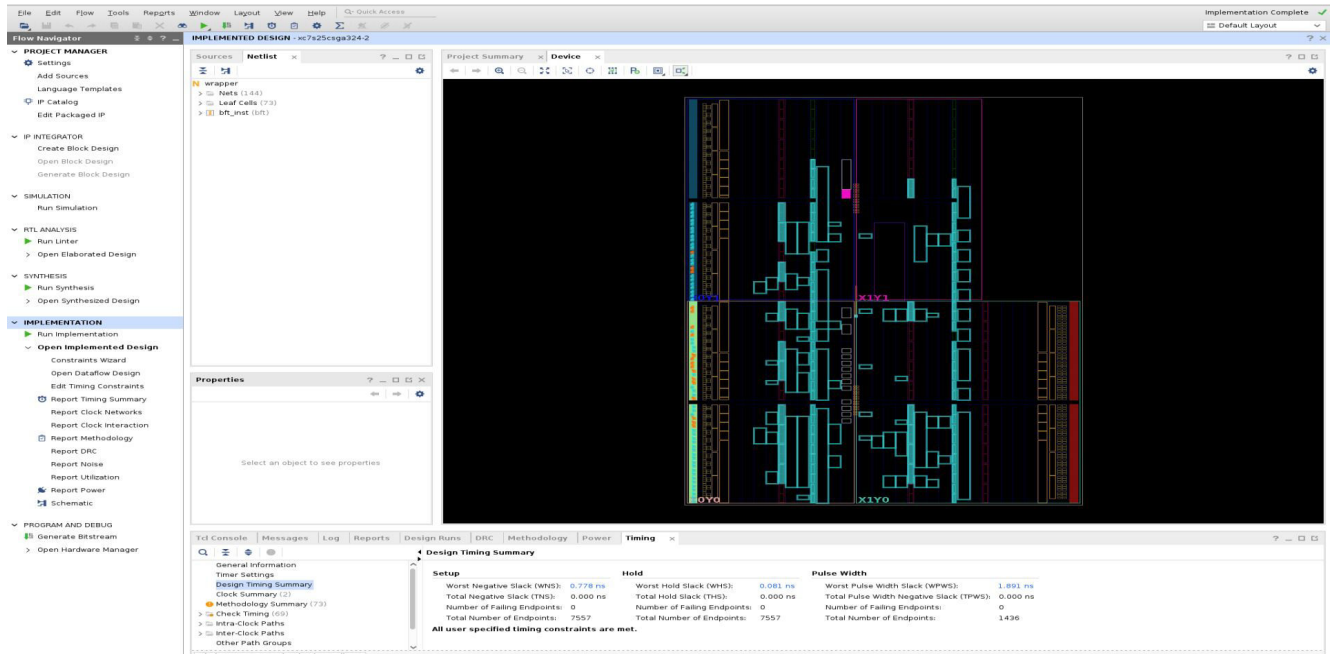 File Edit Flow Tools Reports Window Layout View Help Q- Quick Access Implementation Complete
Default Layout
Flow Navigator IMPLEMENTED DESIGN - xc7s25csga324-2
PROJECT MANAGER
Settings
Add Sources
Language Templates
IP Catalog
Edit Packaged IP
IP INTEGRATOR
Create Block Design
Open Block Design
Generate Block Design
SIMULATION
Run Simulation
RTL ANALYSIS
Run Linter
Open Elaborated Design
SYNTHESIS
Run Synthesis
Open Synthesized Design
IMPLEMENTATION
Run Implementation
Open Implemented Design
Constraints Wizard
Open Dataflow Design
Edit Timing Constraints
Report Timing Summary
Report Clock Networks
Report Clock Interaction
Report Methodology
Report DRC
Report Noise
Report Utilization
Report Power
Schematic
PROGRAM AND DEBUG
Generate Bitstream
Open Hardware Manager
Sources Netlist
N wrapper
Nets (144)
Leaf Cells (73)
bft_inst (bft)
Properties
Select an object to see properties
Project Summary Device
X1Y1
X1Y0
Tcl Console Messages Log Reports Design Runs DRC Methodology Power Timing
General Information
Timer Settings
Design Timing Summary
Clock Summary (2)
Methodology Summary (73)
Check Timing (69)
Intra-Clock Paths
Inter-Clock Paths
Other Path Groups
Design Timing Summary
Setup Hold Pulse Width
Worst Negative Slack (WNS): 0.778 ns Worst Hold Slack (WHS): 0.081 ns Worst Pulse Width Slack (WPWS): 1.891 ns
Total Negative Slack (TNS): 0.000 ns Total Hold Slack (THS): 0.000 ns Total Pulse Width Negative Slack (TPWS): 0.000 ns
Number of Failing Endpoints: 0 Number of Failing Endpoints: 0 Number of Failing Endpoints: 0
Total Number of Endpoints: 7557 Total Number of Endpoints: 7557 Total Number of Endpoints: 1436
All user specified timing constraints are met.